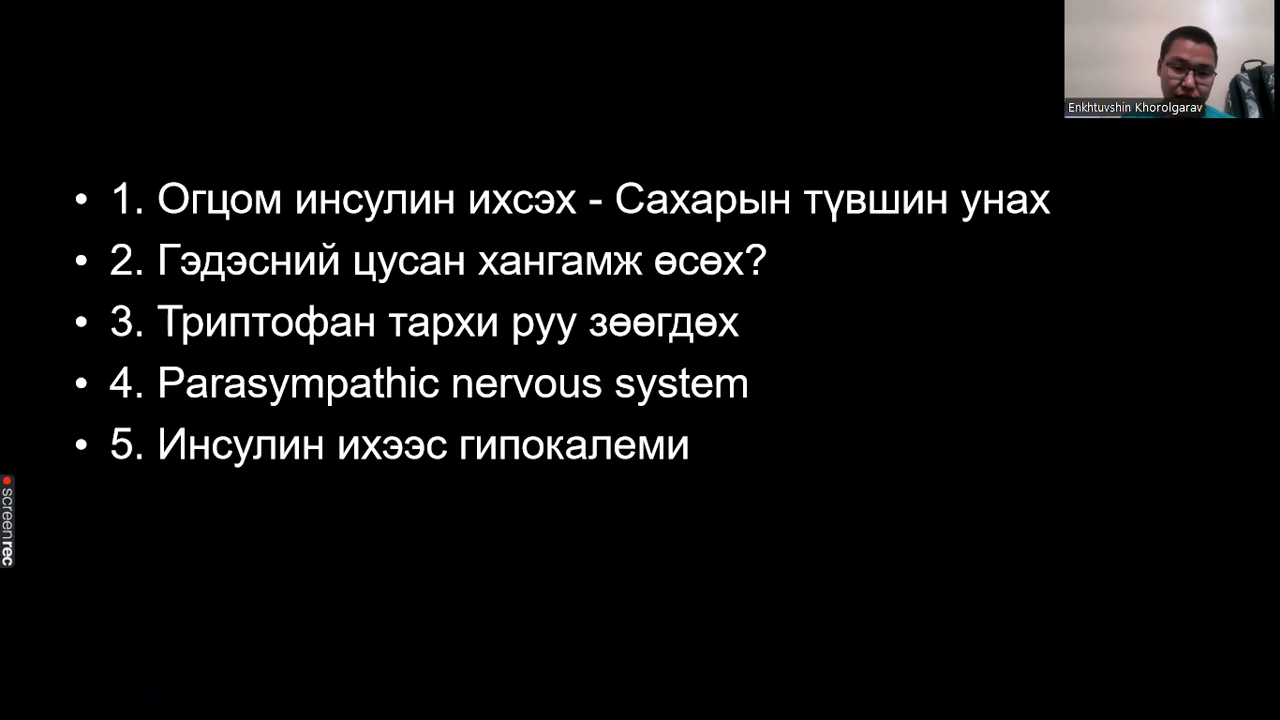 Enkhtuvshin Khorolgarav
• 1. Огцом инсулин ихсэх - Сахарын түвшин унах
• 2. Гэдэсний цусан хангамж өсөх?
• 3. Триптофан тархи руу зөөгдөх
• 4. Parasympathic nervous system
• 5. Инсулин ихээс гипокалеми
screenrec